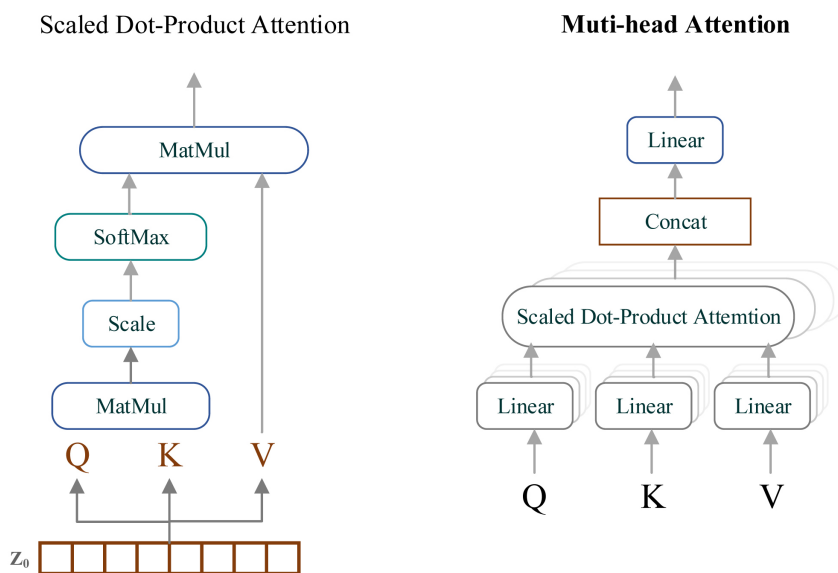 Scaled Dot-Product Attention
MatMul
SoftMax
Scale
MatMul
Q K V
Z0
Muti-head Attention
Linear
Concat
Scaled Dot-Product Attemtion
Linear Linear Linear
Q K V